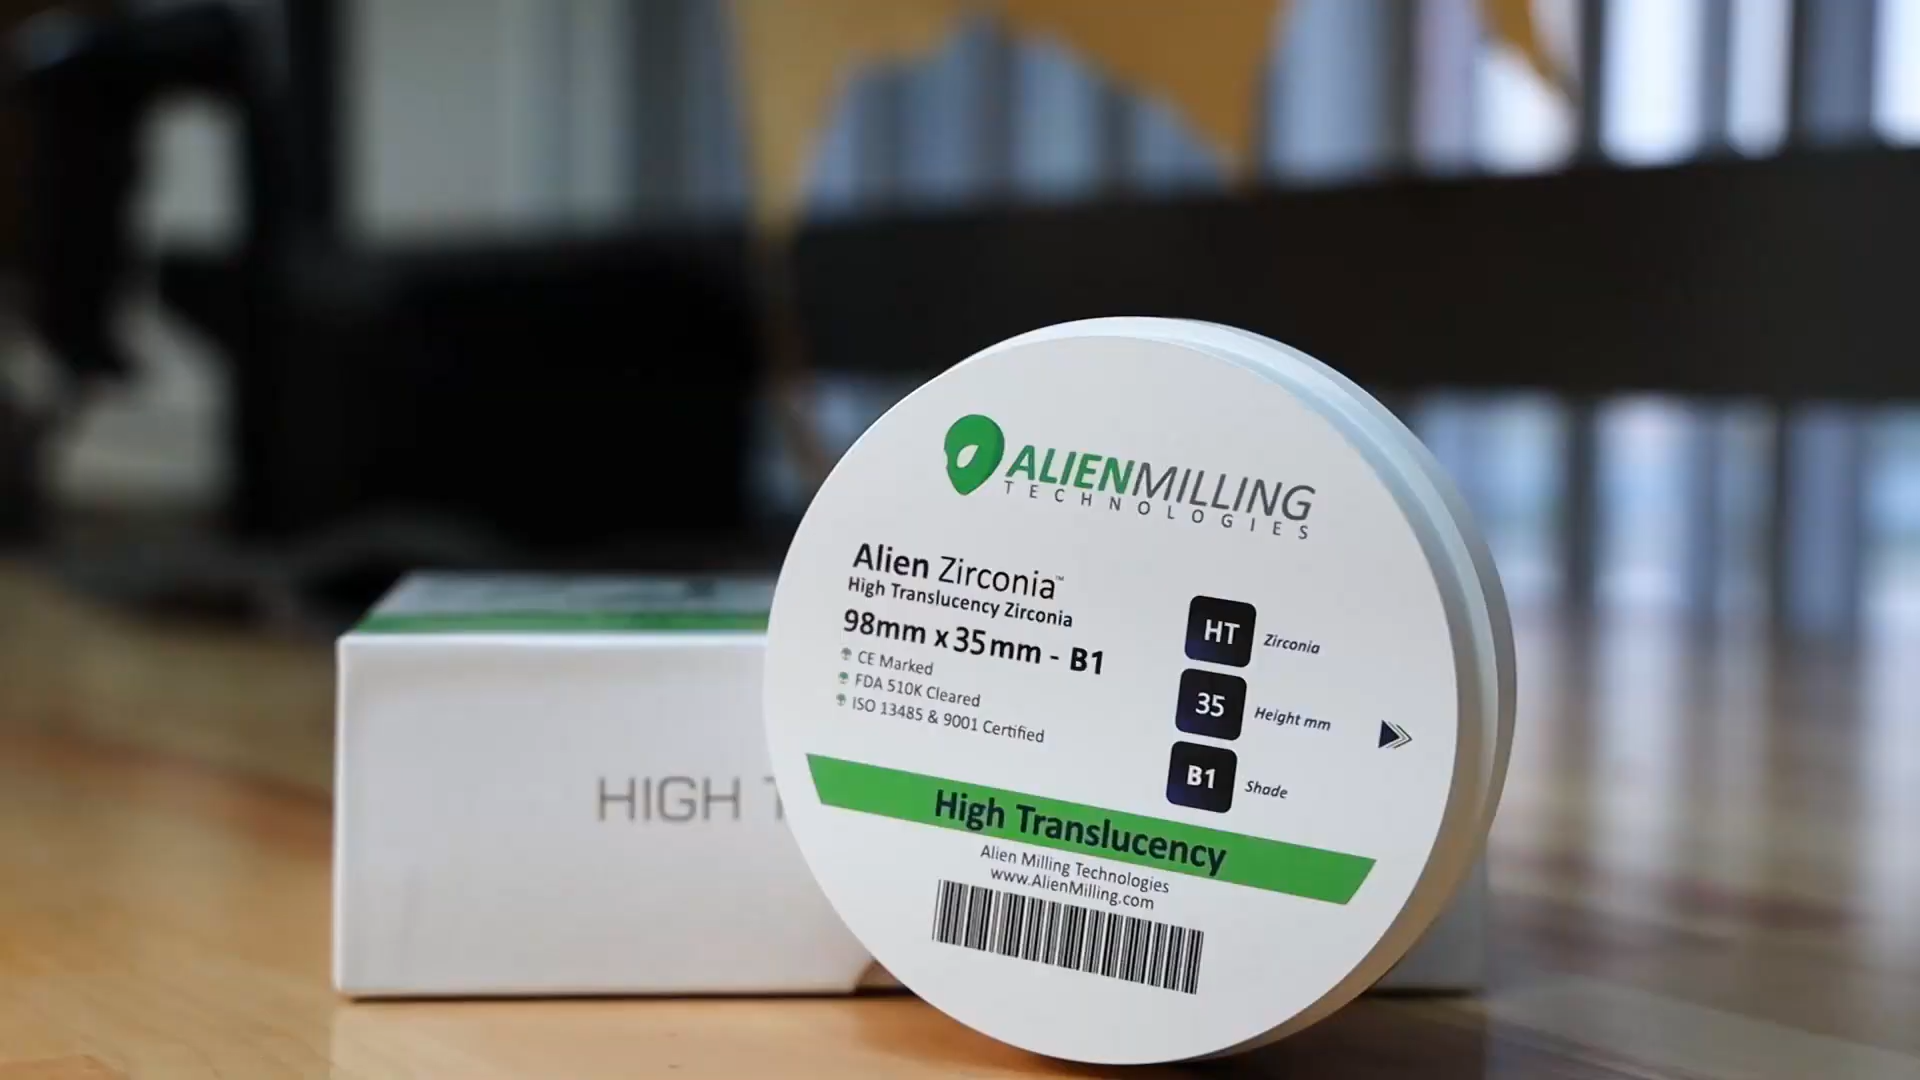 ALIENMILLING
TECHNOLOGIES
Alien Zirconia™
High Translucency Zirconia
98mm x 35mm - B1
CE Marked
FDA 510K Cleared
ISO 13485 & 9001 Certified
HT Zirconia
35 Height mm
B1 Shade
High Translucency
Alien Milling Technologies
www.AlienMilling.com
HIGH T